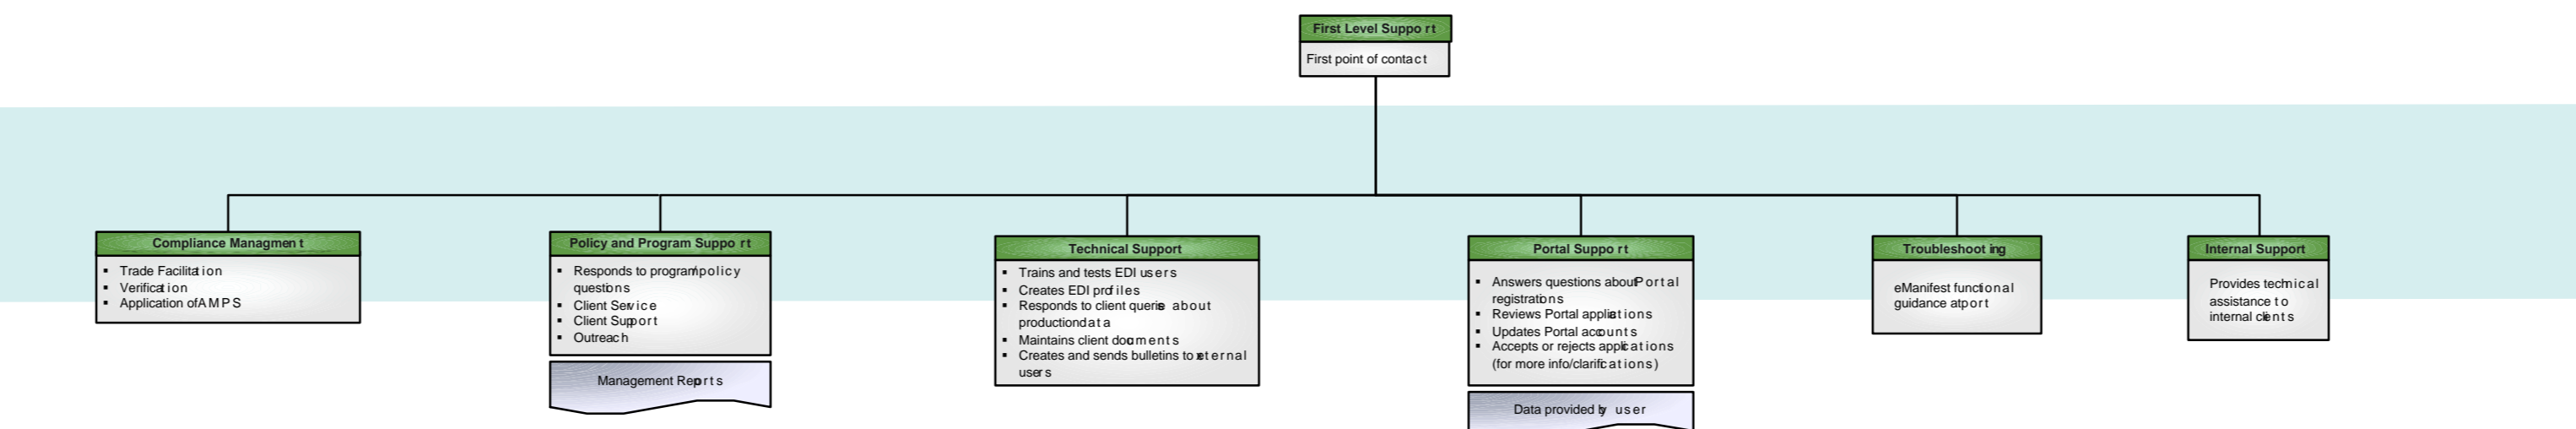 First Level Support
First point of contact
Compliance Managment
Trade Facilitation
Verification
Application of AMPS
Policy and Program Support
Responds to program/policy
questions
Client Service
Client Support
Outreach
Management Reports
Technical Support
Trains and tests EDI users
Creates EDI profiles
Responds to client queries about
production data
Maintains client documents
Creates and sends bulletins to external
users
Portal Support
Answers questions about Portal
registrations
Reviews Portal applications
Updates Portal accounts
Accepts or rejects applications
(for more info/clarifications)
Data provided by user
Troubleshooting
eManifest functional
guidance at port
Internal Support
Provides technical
assistance to
internal clients